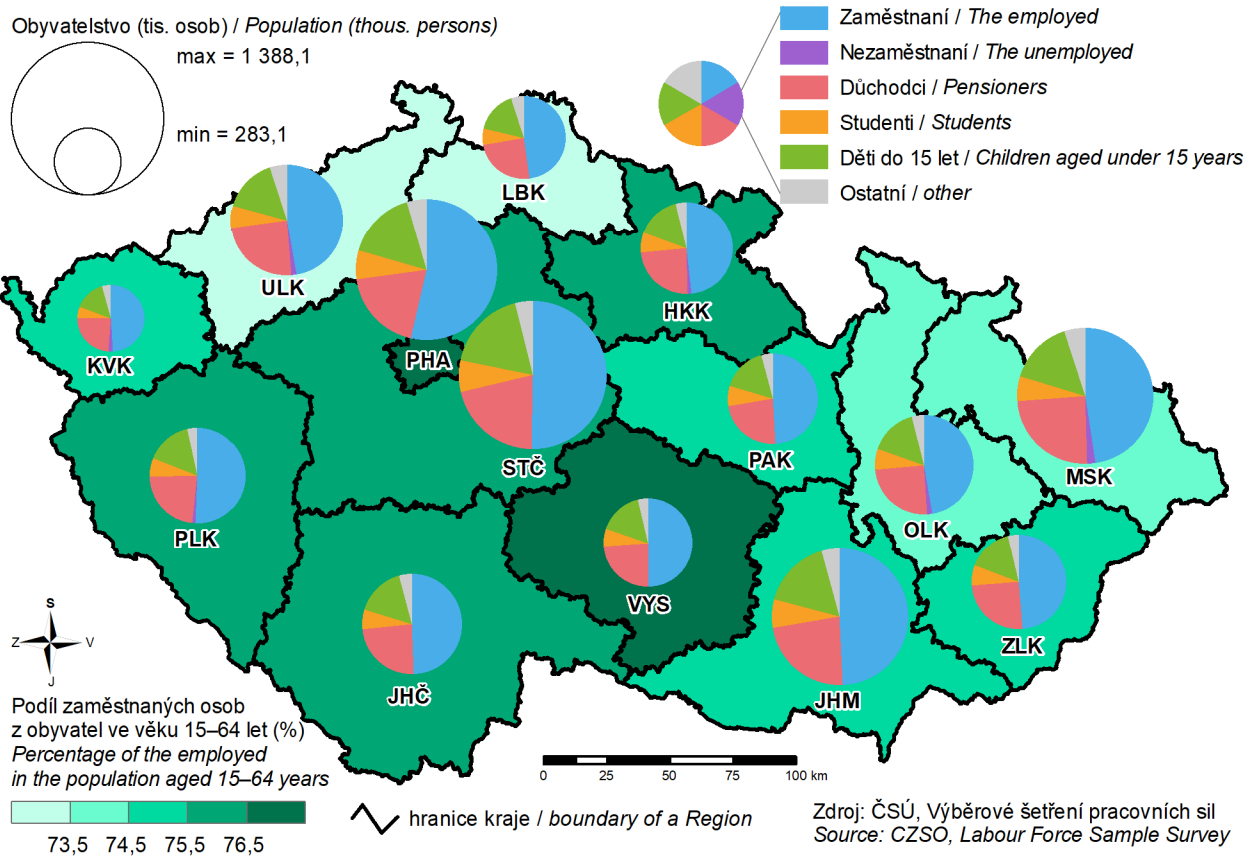 Obyvatelstvo (tis. osob) / Population (thous. persons)
max = 1 388,1
min = 283,1
Zaměstnaní / The employed
Nezaměstnaní / The unemployed
Důchodci / Pensioners
Studenti / Students
Děti do 15 let / Children aged under 15 years
Ostatní / other
LBK
ULK
HKK
KVK
PHA
STČ
PAK
MSK
PLK
OLK
VYS
ZLK
JHČ
JHM
S
Z
V
J
Podíl zaměstnaných osob
z obyvatel ve věku 15–64 let (%)
Percentage of the employed
in the population aged 15–64 years
73,5 74,5 75,5 76,5
0 25 50 75 100 km
hranice kraje / boundary of a Region
Zdroj: ČSÚ, Výběrové šetření pracovních sil
Source: CZSO, Labour Force Sample Survey